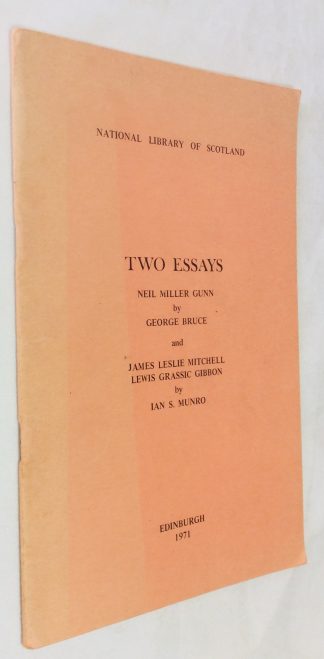 NATIONAL LIBRARY OF SCOTLAND
TWO ESSAYS
NEIL MILLER GUNN
by
GEORGE BRUCE
and
JAMES LESLIE MITCHELL
LEWIS GRASSIC GIBBON
by
IAN S. MUNRO
EDINBURGH
1971